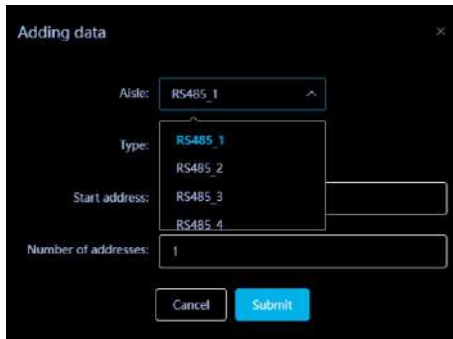 Adding data
×
Aisle: RS485_1
Type:
RS485_1
RS485_2
Start address: RS485_3
RS485_4
Number of addresses: 1
Cancel Submit